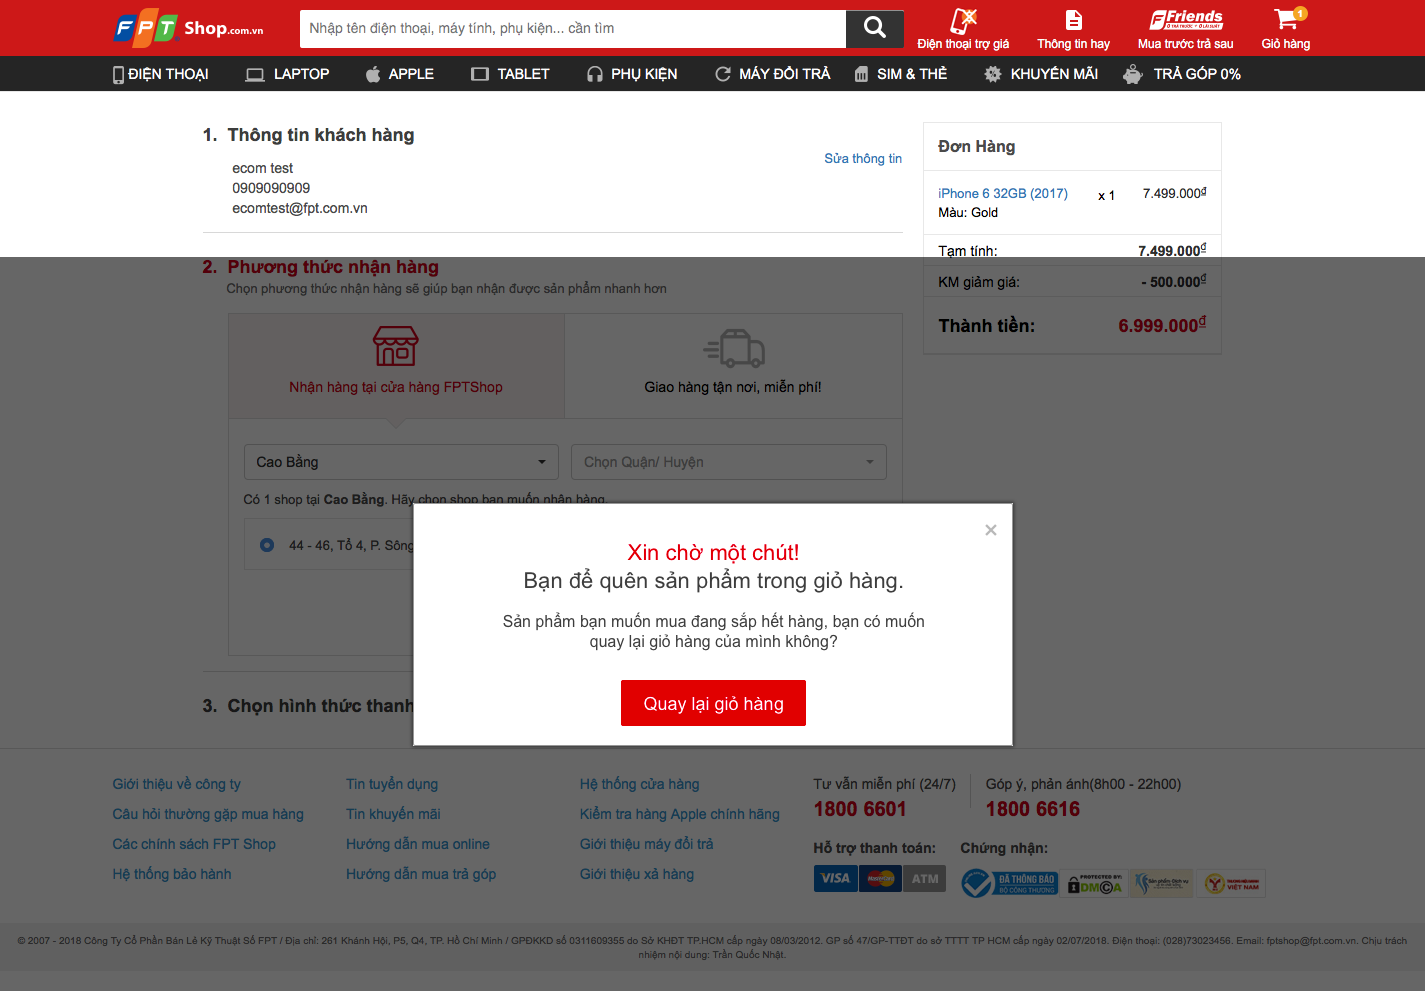 FPT Shop.com.vn
Nhập tên điện thoại, máy tính, phụ kiện... cần tìm
Điện thoại trợ giá
Thông tin hay
Friends
Mua trước trả sau
1
Giỏ hàng
ĐIỆN THOẠI
LAPTOP
APPLE
TABLET
PHỤ KIỆN
MÁY ĐỔI TRẢ
SIM & THẺ
KHUYẾN MÃI
TRẢ GÓP 0%
1. Thông tin khách hàng
ecom test
0909090909
ecomtest@fpt.com.vn
Sửa thông tin
Đơn Hàng
iPhone 6 32GB (2017) x 1 7.499.000₫
Màu: Gold
Tạm tính: 7.499.000₫
KM giảm giá: - 500.000₫
Thành tiền: 6.999.000₫
2. Phương thức nhận hàng
Chọn phương thức nhận hàng sẽ giúp bạn nhận được sản phẩm nhanh hơn
Nhận hàng tại cửa hàng FPTShop
Giao hàng tận nơi, miễn phí!
Cao Bằng
Chọn Quận/ Huyện
Có 1 shop tại Cao Bằng. Hãy chọn shop bạn muốn nhận hàng.
44 - 46, Tổ 4, P. Sông
Xin chờ một chút!
Bạn để quên sản phẩm trong giỏ hàng.
Sản phẩm bạn muốn mua đang sắp hết hàng, bạn có muốn
quay lại giỏ hàng của mình không?
Quay lại giỏ hàng
3. Chọn hình thức thanh
Giới thiệu về công ty
Câu hỏi thường gặp mua hàng
Các chính sách FPT Shop
Hệ thống bảo hành
Tin tuyển dụng
Tin khuyến mãi
Hướng dẫn mua online
Hướng dẫn mua trả góp
Hệ thống cửa hàng
Kiểm tra hàng Apple chính hãng
Giới thiệu máy đổi trả
Giới thiệu xả hàng
Tư vấn miễn phí (24/7)
1800 6601
Góp ý, phản ánh(8h00 - 22h00)
1800 6616
Hỗ trợ thanh toán:
VISA
MasterCard
ATM
Chứng nhận:
ĐÃ THÔNG BÁO
BỘ CÔNG THƯƠNG
PROTECTED BY:
DMCA
VIỆT NAM
© 2007 - 2018 Công Ty Cổ Phần Bán Lẻ Kỹ Thuật Số FPT / Địa chỉ: 261 Khánh Hội, P5, Q4, TP. Hồ Chí Minh / GPĐKKD số 0311609355 do Sở KHĐT TP.HCM cấp ngày 08/03/2012. GP số 47/GP-TTĐT do sở TTTT TP HCM cấp ngày 02/07/2018. Điện thoại: (028)73023456. Email: fptshop@fpt.com.vn. Chịu trách
nhiệm nội dung: Trần Quốc Nhật.